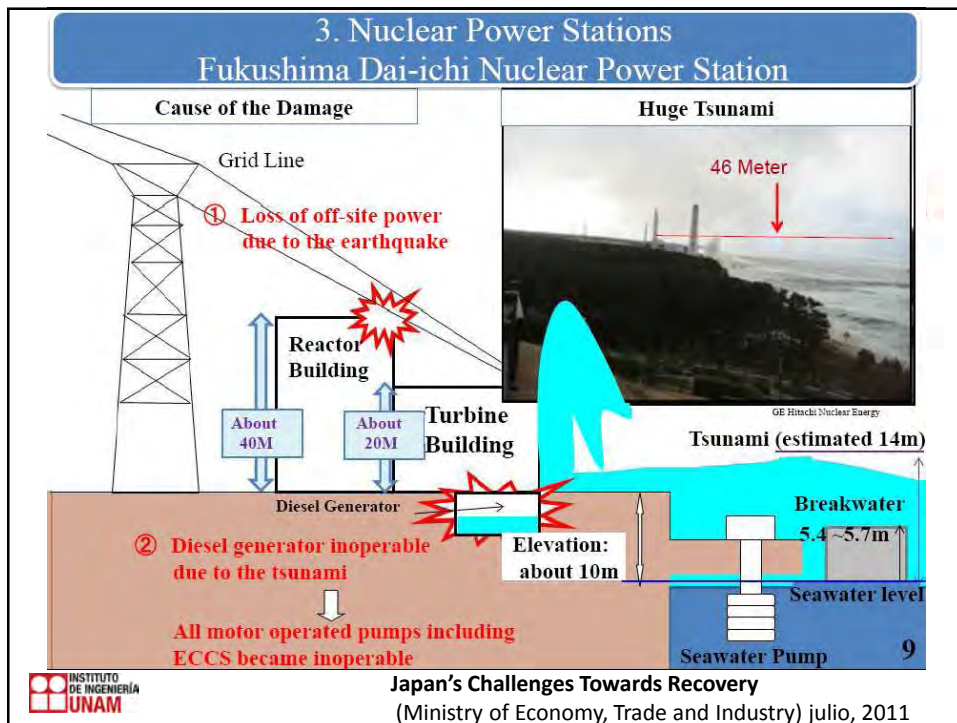 3. Nuclear Power Stations
Fukushima Dai-ichi Nuclear Power Station
Cause of the Damage
Huge Tsunami
Grid Line
46 Meter
① Loss of off-site power
due to the earthquake
Reactor
Building
About
40M
About
20M
Turbine
Building
GE Hitachi Nuclear Energy
Tsunami (estimated 14m)
Diesel Generator
Breakwater
5.4 ~5.7m
② Diesel generator inoperable
due to the tsunami
Elevation:
about 10m
Seawater level
All motor operated pumps including
ECCS became inoperable
Seawater Pump
9
INSTITUTO
DE INGENIERÍA
UNAM
Japan's Challenges Towards Recovery
(Ministry of Economy, Trade and Industry) julio, 2011